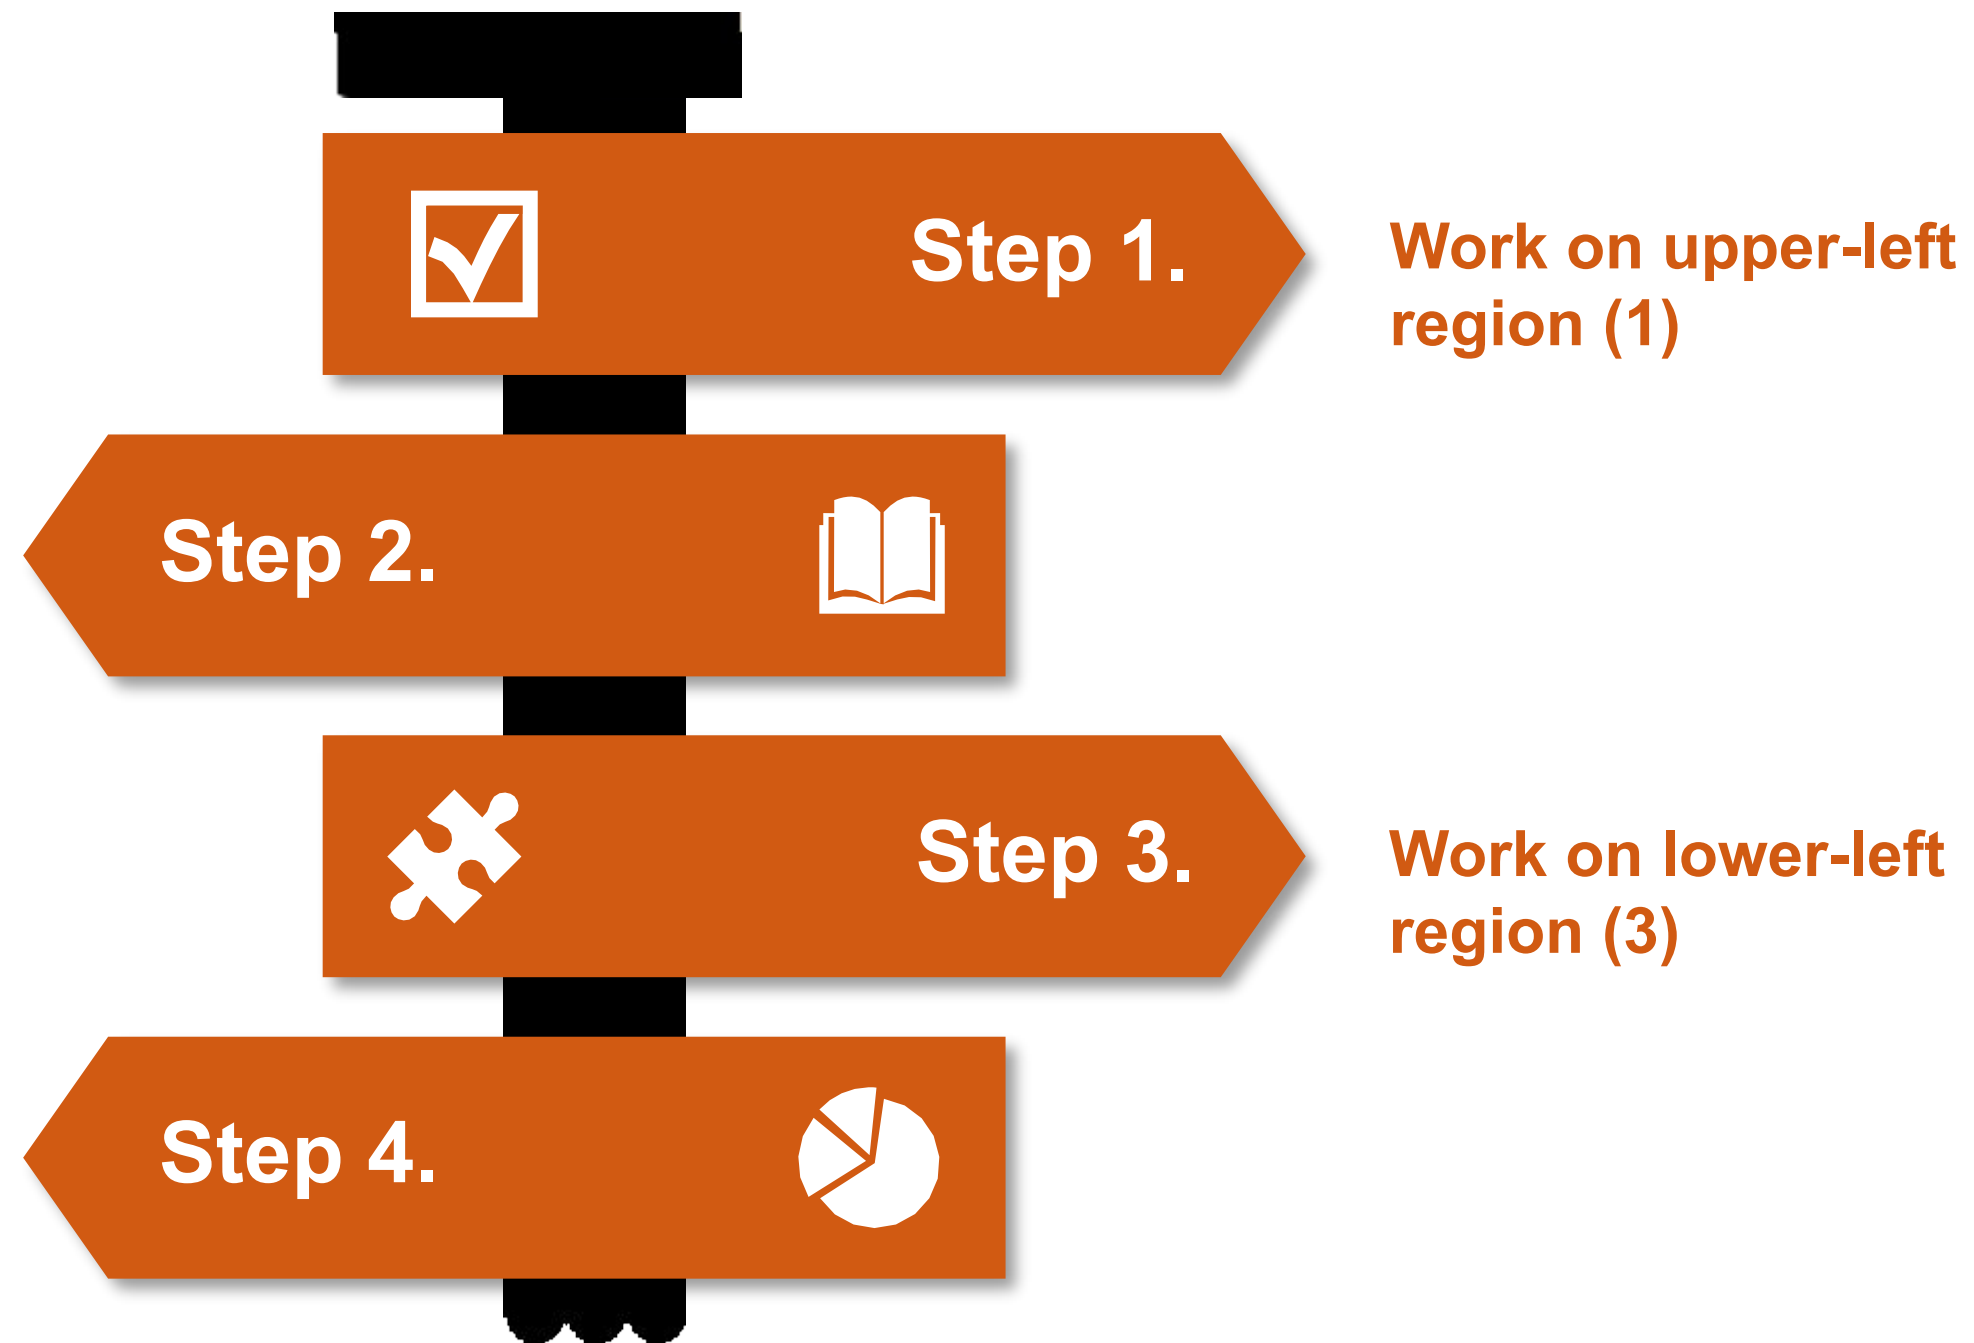 Step 1.
Work on upper-left
region (1)
Step 2.
Step 3.
Work on lower-left
region (3)
Step 4.